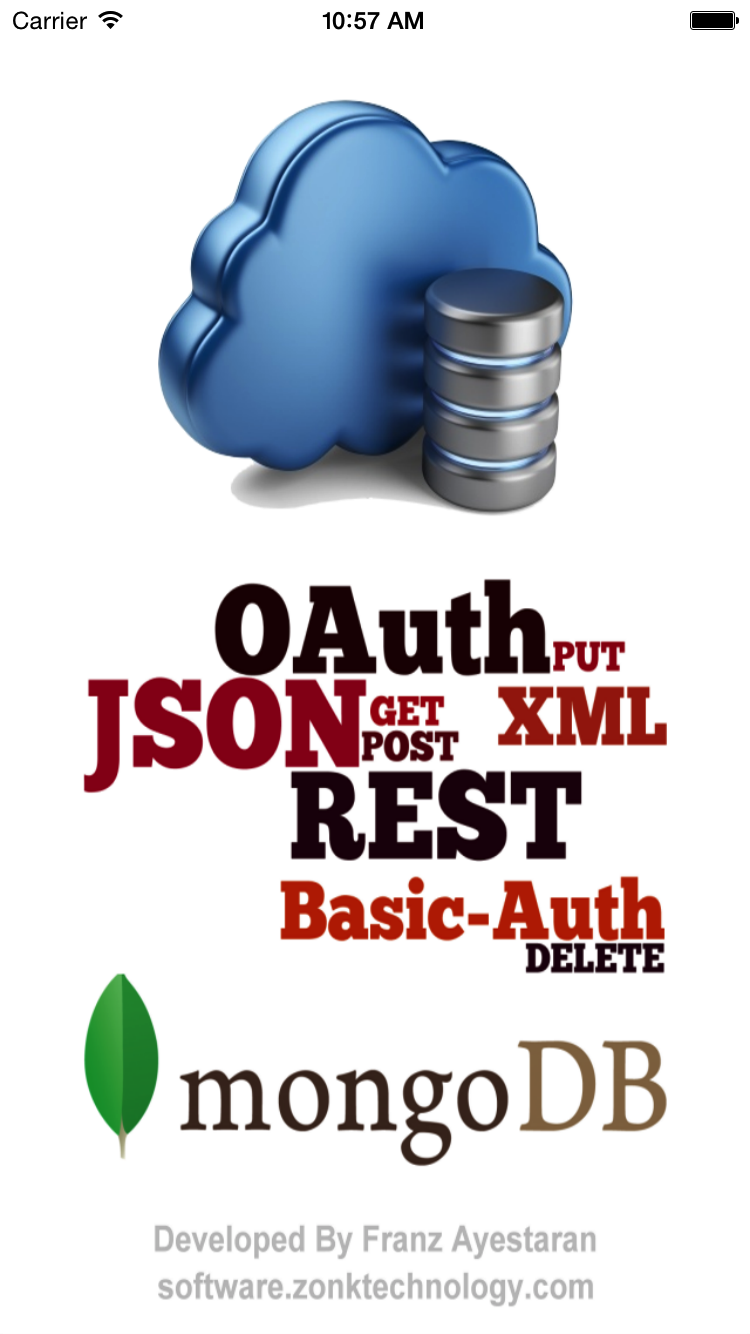 Carrier 10:57 AM
OAuth PUT
JSON GET XML
POST
REST
Basic-Auth
DELETE
mongoDB
Developed By Franz Ayestaran
software.zonktechnology.com